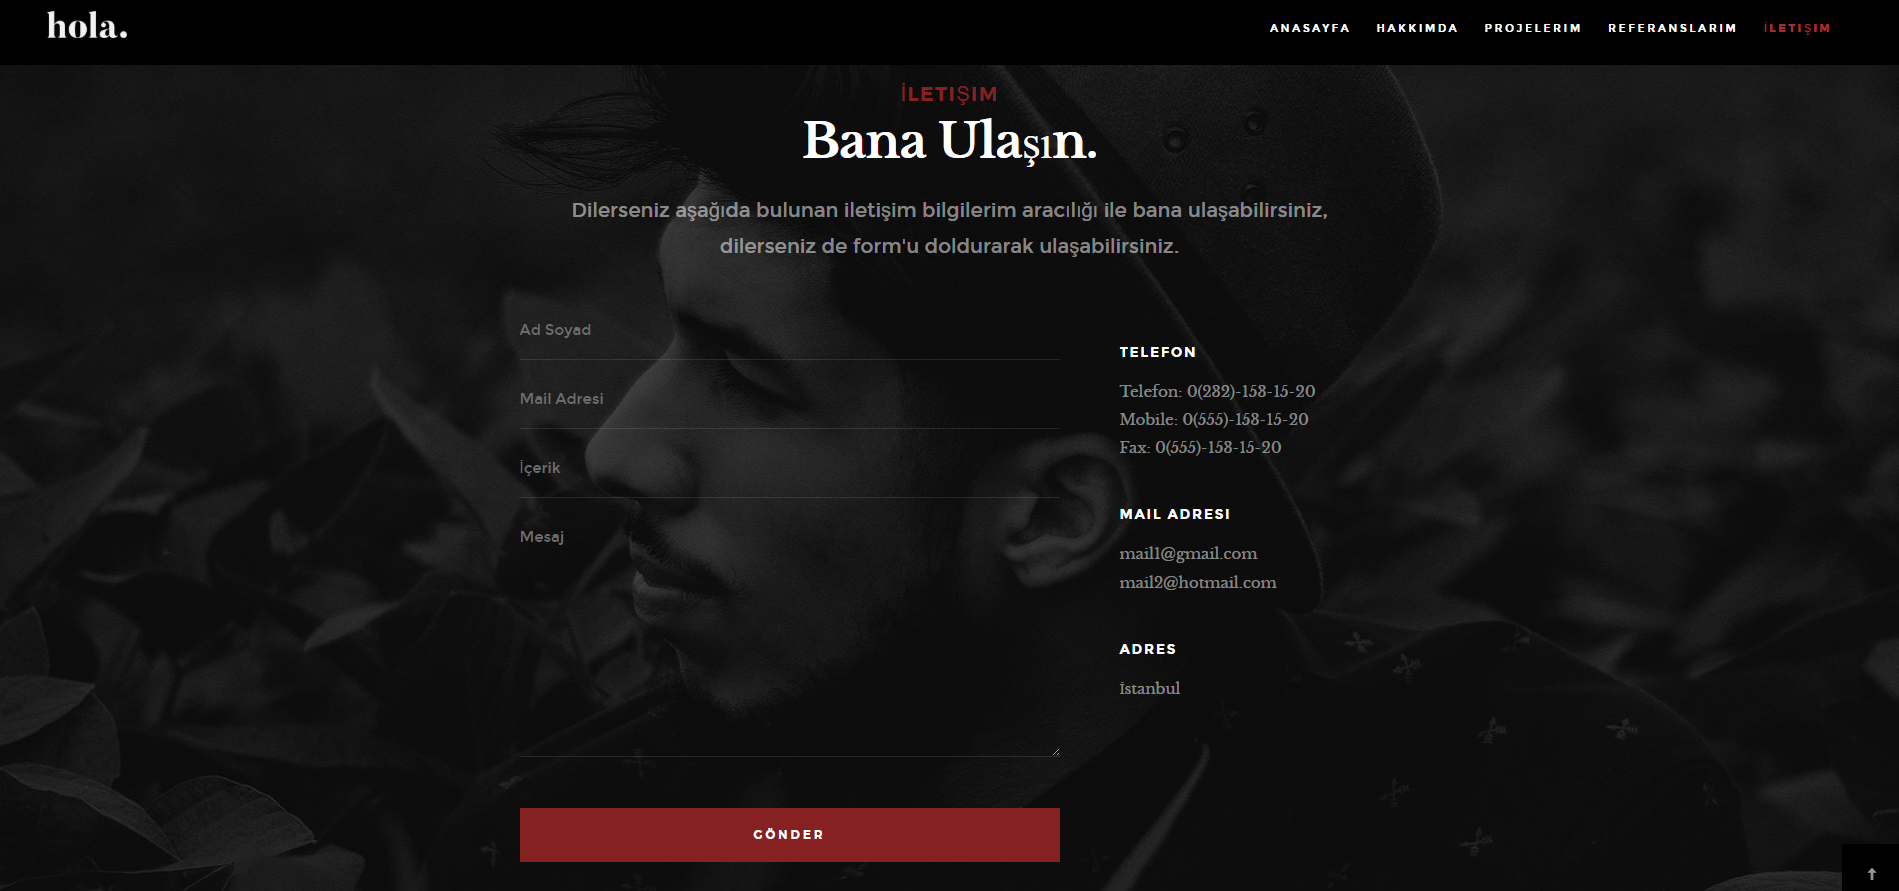 hola.
ANASAYFA HAKKIMDA PROJELERIM REFERANSLARIM İLETIŞIM
İLETIŞIM
Bana Ulaşın.
Dilerseniz aşağıda bulunan iletişim bilgilerim aracılığı ile bana ulaşabilirsiniz,
dilerseniz de form'u doldurarak ulaşabilirsiniz.
Ad Soyad
Mail Adresi
İçerik
Mesaj
GÖNDER
TELEFON
Telefon: 0(282)-158-15-20
Mobile: 0(555)-158-15-20
Fax: 0(555)-158-15-20
MAIL ADRESI
mail1@gmail.com
mail2@hotmail.com
ADRES
İstanbul